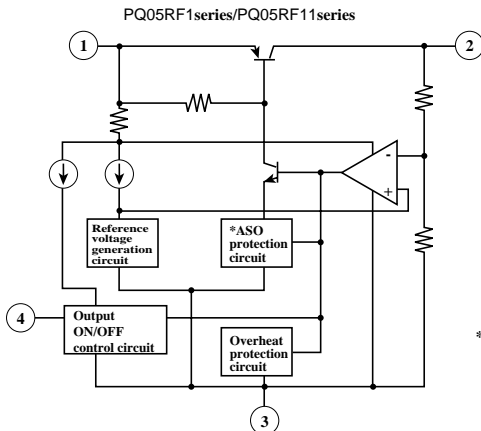 PQ05RF1series/PQ05RF11series
1
2
-
+
Reference
voltage
generation
circuit
*ASO
protection
circuit
4
Output
ON/OFF
control circuit
Overheat
protection
circuit
*
3